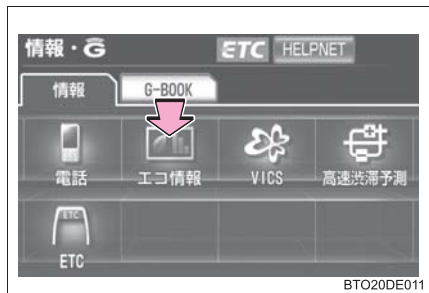 情報・G ETC HELPNET
情報 G-BOOK
電話 エコ情報 VICS 高速渋滞予測
ETC
ETC
BTO20DE011